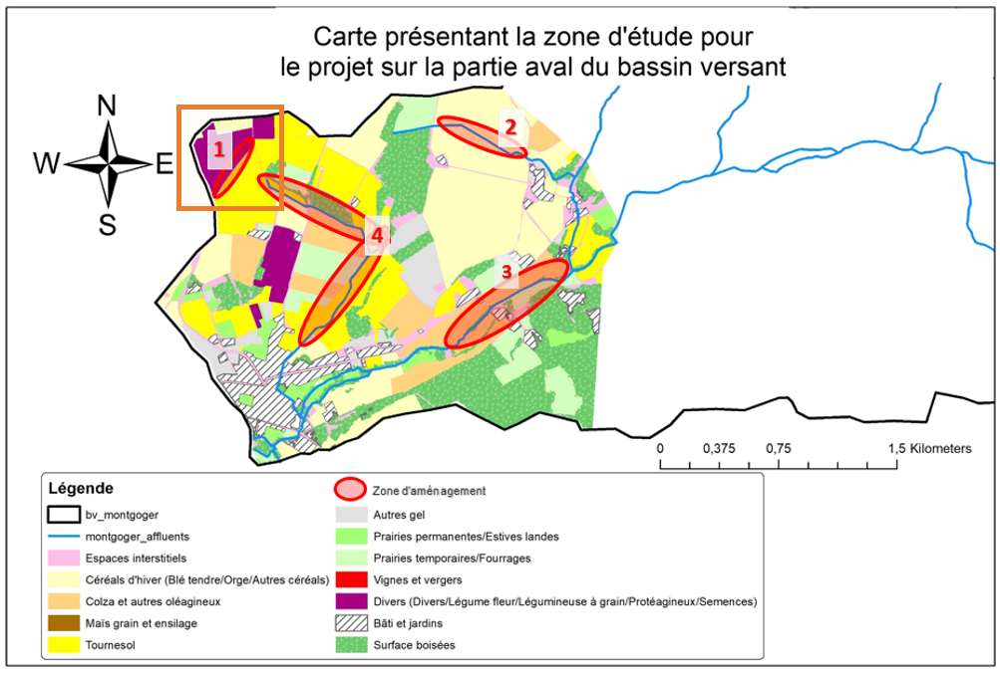 Carte présentant la zone d'étude pour
le projet sur la partie aval du bassin versant
N
W E
S
1
2
3
4
0 0,375 0,75 1,5 Kilometers
Légende
bv_montgoger
montgoger_affluents
Espaces interstitiels
Céréals d'hiver (Blé tendre/Orge/Autres céréals)
Colza et autres oléagineux
Maïs grain et ensilage
Tournesol
Zone d'aménagement
Autres gel
Prairies permanentes/Estives landes
Prairies temporaires/Fourrages
Vignes et vergers
Divers (Divers/Légume fleur/Légumineuse à grain/Protéagineux/Semences)
Bâti et jardins
Surface boisées